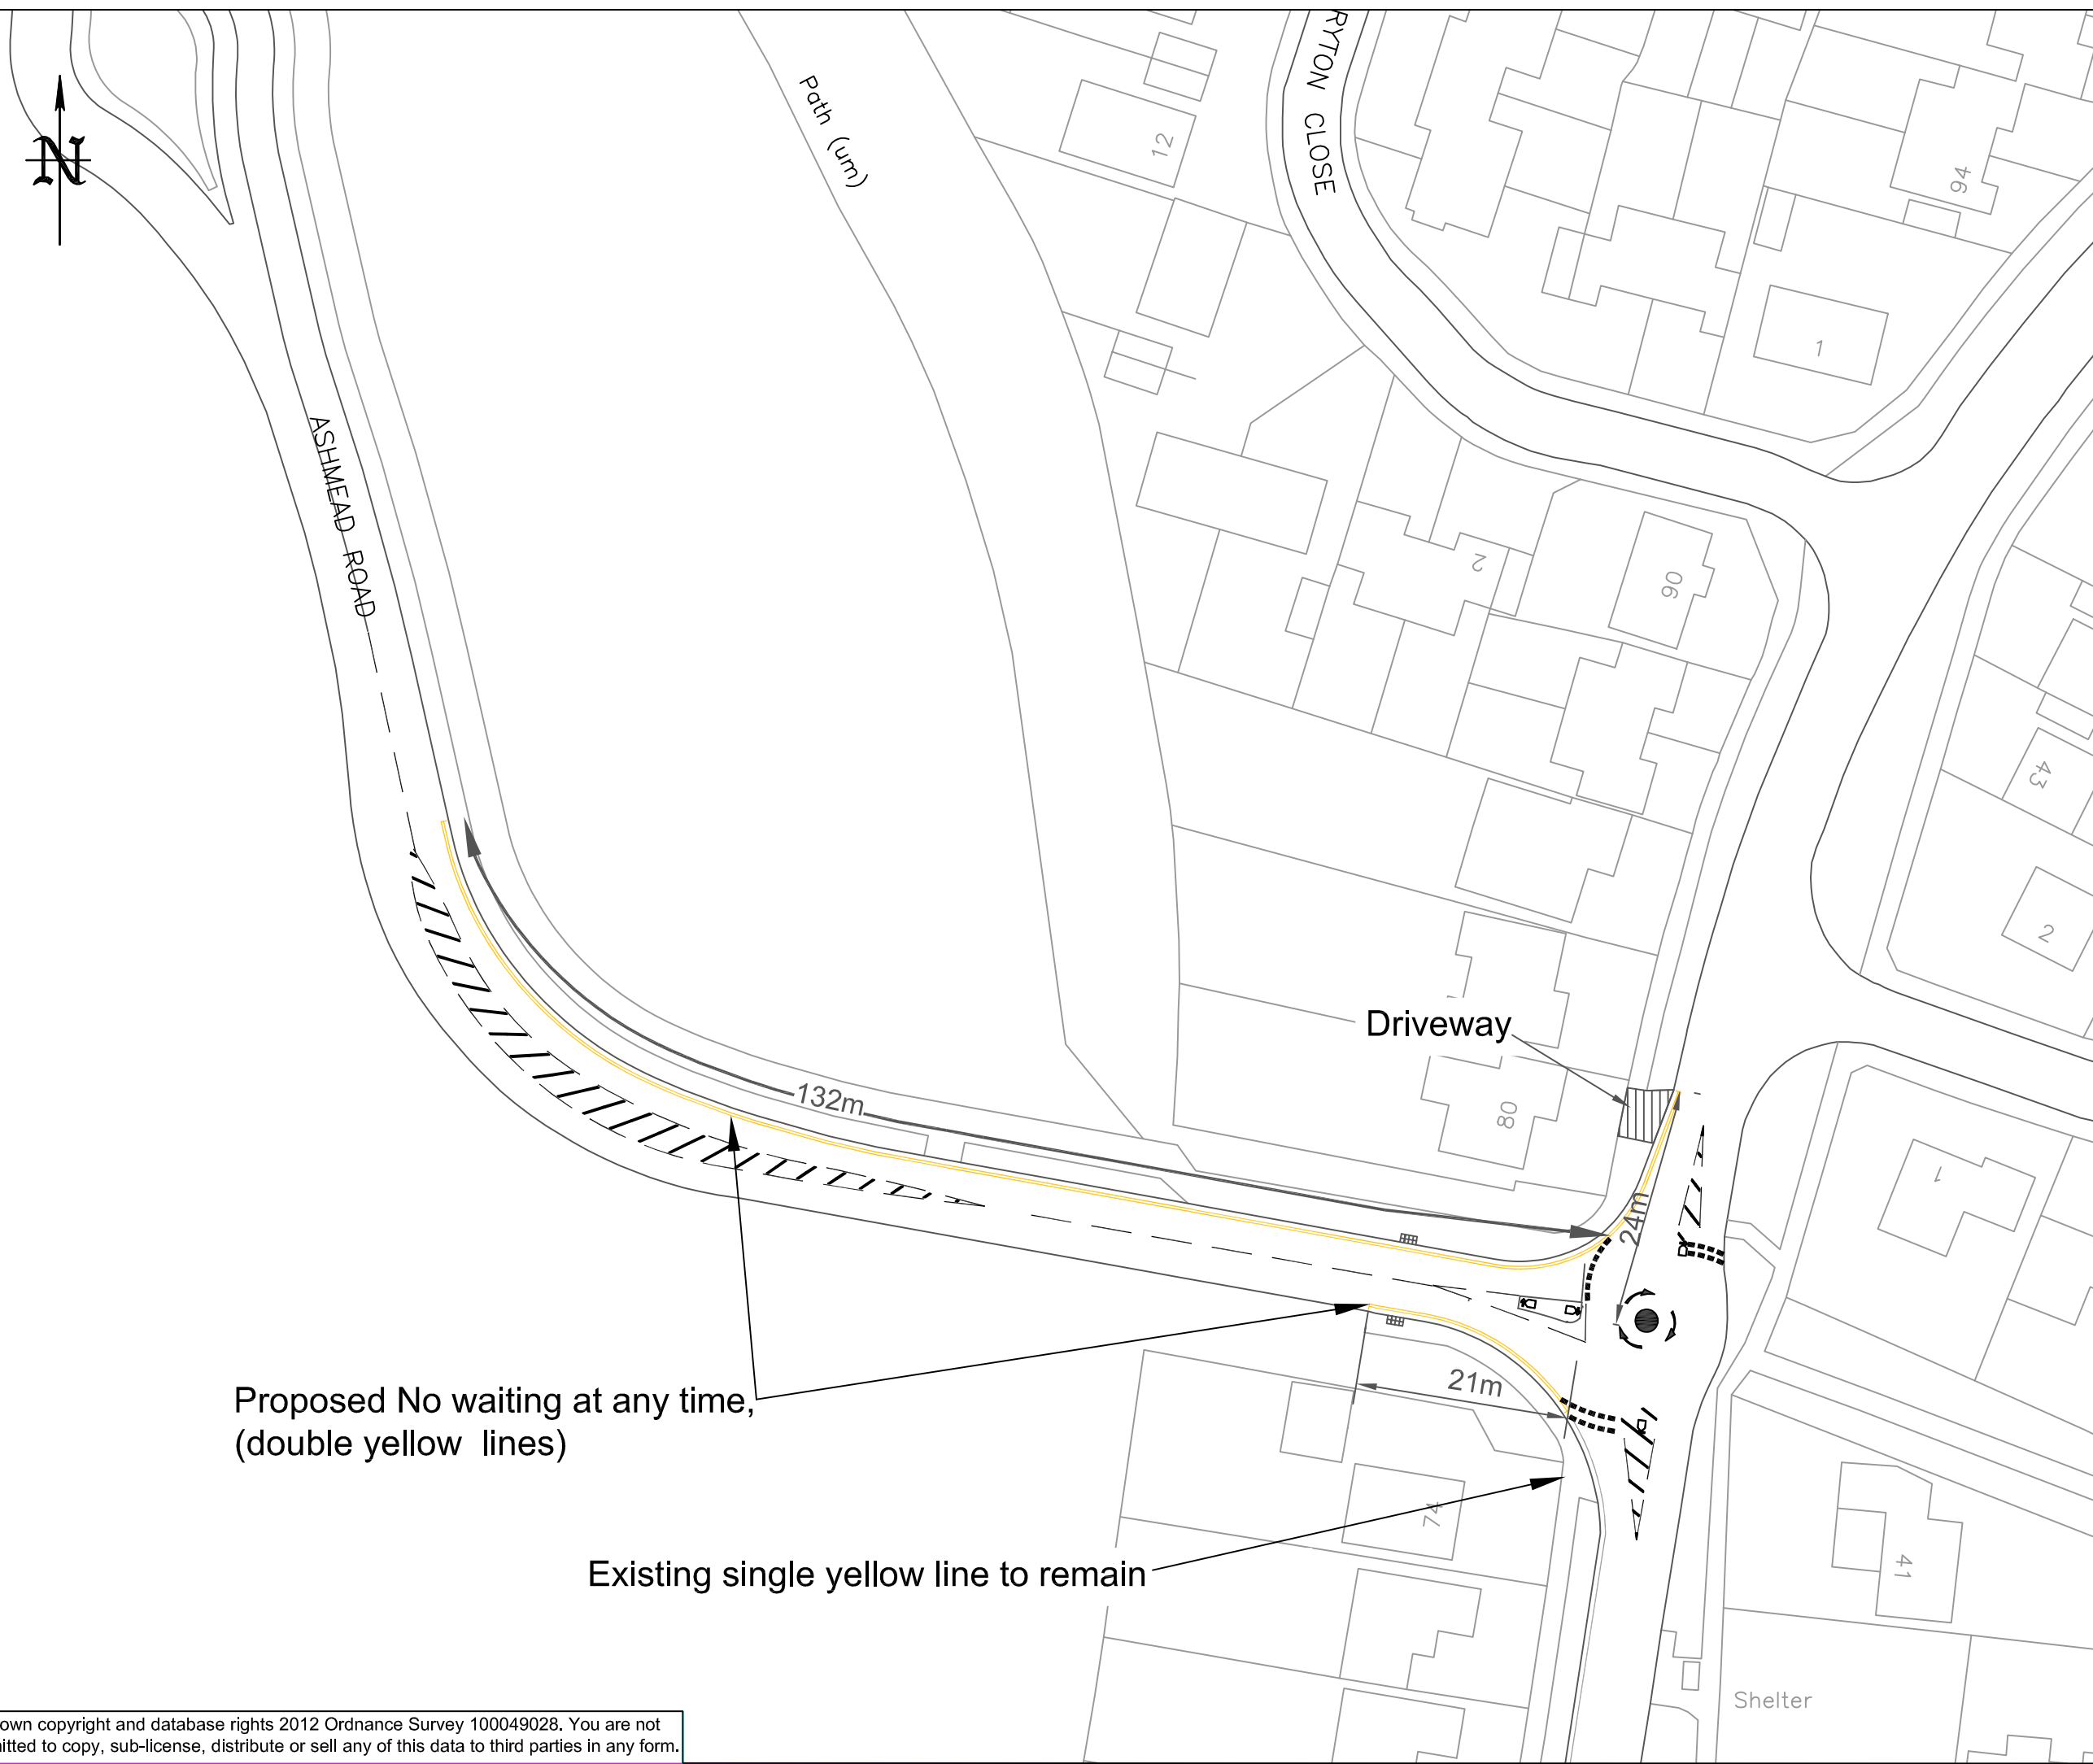 N
RYTON CLOSE
Path (um)
12
94
1
ASHMEAD ROAD
2
90
43
2
Driveway
80
132m
24m
1
21m
Proposed No waiting at any time,
(double yellow lines)
74
Existing single yellow line to remain
41
Shelter
own copyright and database rights 2012 Ordnance Survey 100049028. You are not
itted to copy, sub-license, distribute or sell any of this data to third parties in any form.